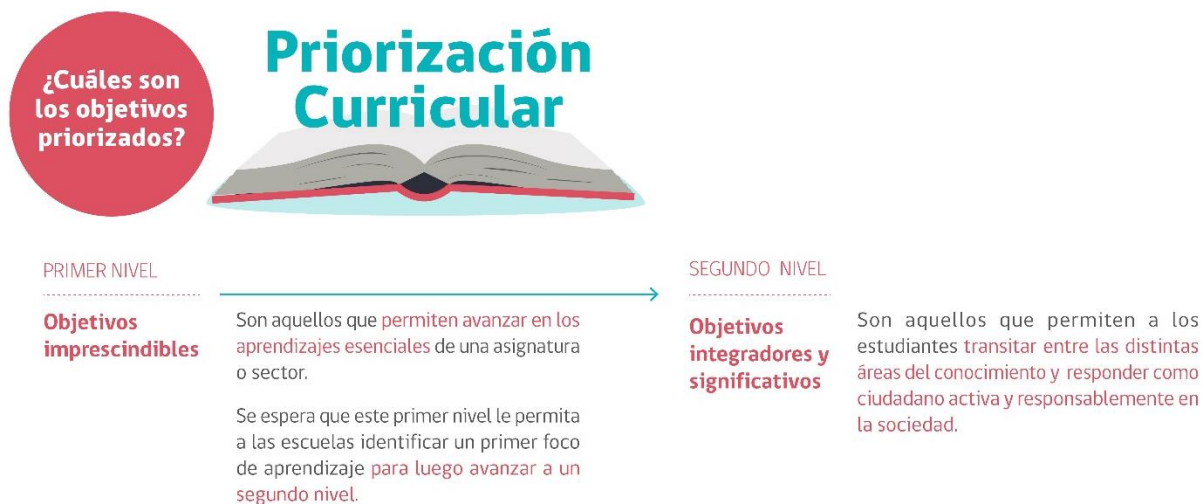 ¿Cuáles son
los objetivos
priorizados?
Priorización
Curricular
PRIMER NIVEL
Objetivos
imprescindibles
Son aquellos que permiten avanzar en los
aprendizajes esenciales de una asignatura
o sector.
Se espera que este primer nivel le permita
a las escuelas identificar un primer foco
de aprendizaje para luego avanzar a un
segundo nivel.
SEGUNDO NIVEL
Objetivos
integradores y
significativos
Son aquellos que permiten a los
estudiantes transitar entre las distintas
áreas del conocimiento y responder como
ciudadano activa y responsablemente en
la sociedad.